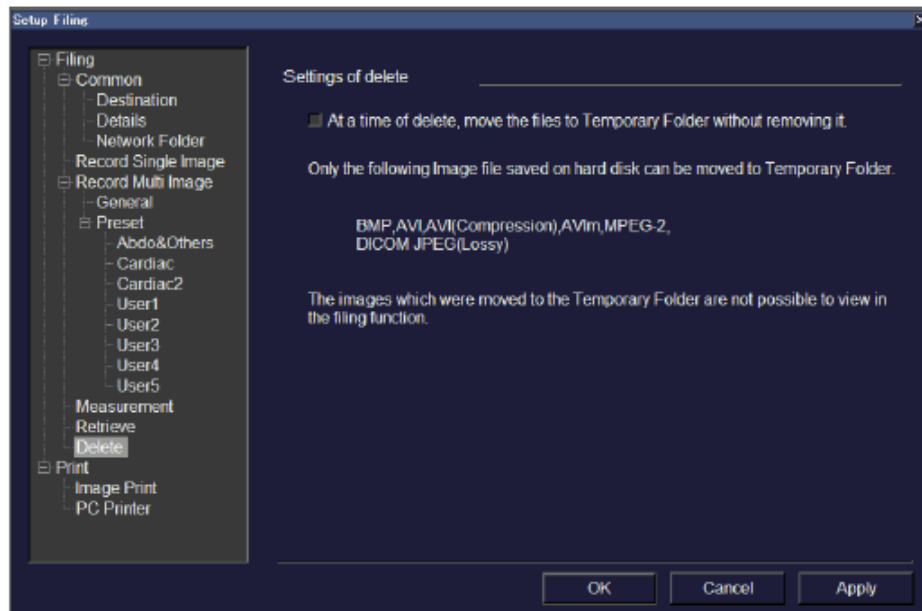 Setup Filing
Filing
Common
Destination
Details
Network Folder
Record Single Image
Record Multi Image
General
Preset
Abdo&Others
Cardiac
Cardiac2
User1
User2
User3
User4
User5
Measurement
Retrieve
Delete
Print
Image Print
PC Printer
Settings of delete
At a time of delete, move the files to Temporary Folder without removing it.
Only the following Image file saved on hard disk can be moved to Temporary Folder.
BMP,AVI,AVI(Compression),AVIm,MPEG-2,
DICOM JPEG(Lossy)
The images which were moved to the Temporary Folder are not possible to view in
the filing function.
OK
Cancel
Apply